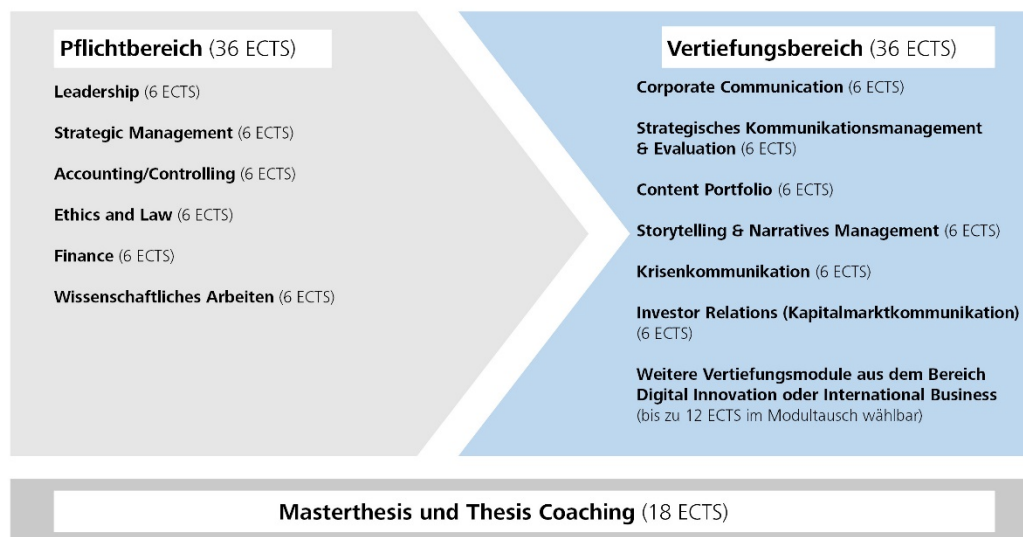 Pflichtbereich (36 ECTS)
Leadership (6 ECTS)
Strategic Management (6 ECTS)
Accounting/Controlling (6 ECTS)
Ethics and Law (6 ECTS)
Finance (6 ECTS)
Wissenschaftliches Arbeiten (6 ECTS)
Vertiefungsbereich (36 ECTS)
Corporate Communication (6 ECTS)
Strategisches Kommunikationsmanagement
& Evaluation (6 ECTS)
Content Portfolio (6 ECTS)
Storytelling & Narratives Management (6 ECTS)
Krisenkommunikation (6 ECTS)
Investor Relations (Kapitalmarktkommunikation)
(6 ECTS)
Weitere Vertiefungsmodule aus dem Bereich
Digital Innovation oder International Business
(bis zu 12 ECTS im Modultausch wählbar)
Masterthesis und Thesis Coaching (18 ECTS)